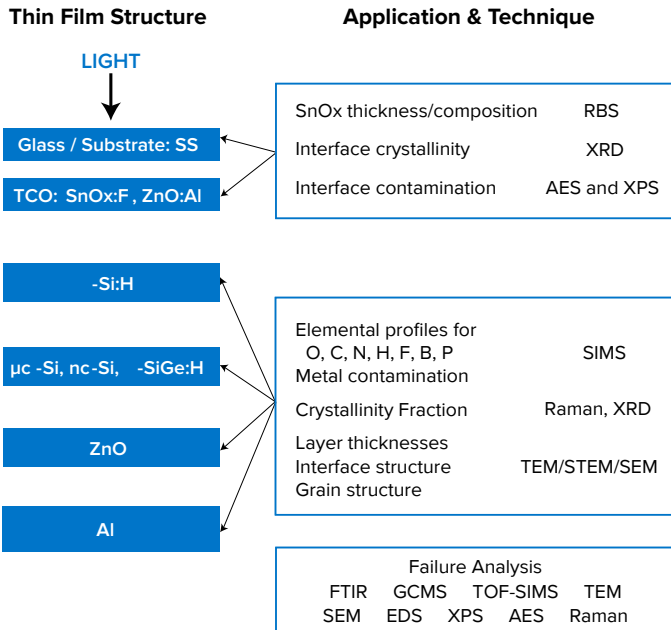 Thin Film Structure
Application & Technique
LIGHT
Glass / Substrate: SS
TCO: SnOx:F , ZnO:Al
SnOx thickness/composition RBS
Interface crystallinity XRD
Interface contamination AES and XPS
-Si:H
µc -Si, nc-Si, -SiGe:H
ZnO
Al
Elemental profiles for
O, C, N, H, F, B, P SIMS
Metal contamination
Crystallinity Fraction Raman, XRD
Layer thicknesses
Interface structure TEM/STEM/SEM
Grain structure
Failure Analysis
FTIR GCMS TOF-SIMS TEM
SEM EDS XPS AES Raman